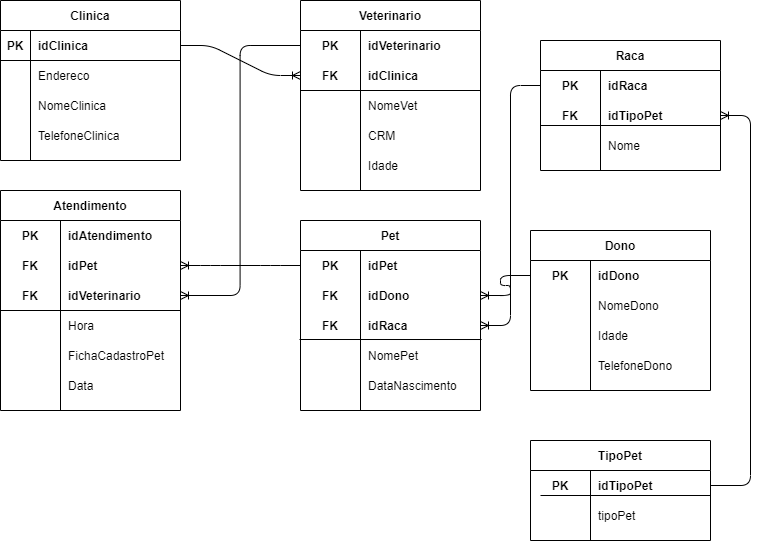 Clinica
PK idClinica
Endereco
NomeClinica
TelefoneClinica
Veterinario
PK idVeterinario
FK idClinica
NomeVet
CRM
Idade
Raca
PK idRaca
FK idTipoPet
Nome
Atendimento
PK idAtendimento
FK idPet
FK idVeterinario
Hora
FichaCadastroPet
Data
Pet
PK idPet
FK idDono
FK idRaca
NomePet
DataNascimento
Dono
PK idDono
NomeDono
Idade
TelefoneDono
TipoPet
PK idTipoPet
tipoPet